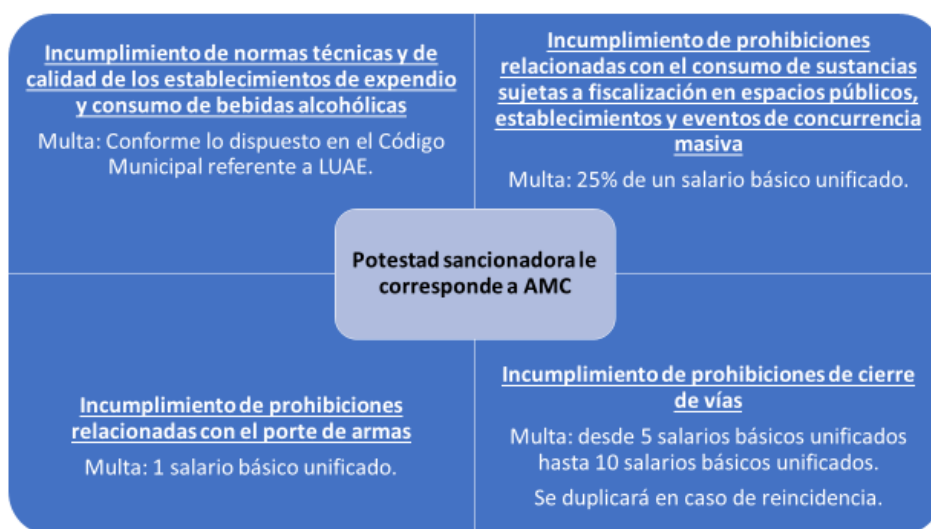 Incumplimiento de normas técnicas y de
calidad de los establecimientos de expendio
y consumo de bebidas alcohólicas
Multa: Conforme lo dispuesto en el Código
Municipal referente a LUAE.
Incumplimiento de prohibiciones
relacionadas con el consumo de sustancias
sujetas a fiscalización en espacios públicos,
establecimientos y eventos de concurrencia
masiva
Multa: 25% de un salario básico unificado.
Potestad sancionadora le
corresponde a AMC
Incumplimiento de prohibiciones
relacionadas con el porte de armas
Multa: 1 salario básico unificado.
Incumplimiento de prohibiciones de cierre
de vías
Multa: desde 5 salarios básicos unificados
hasta 10 salarios básicos unificados.
Se duplicará en caso de reincidencia.